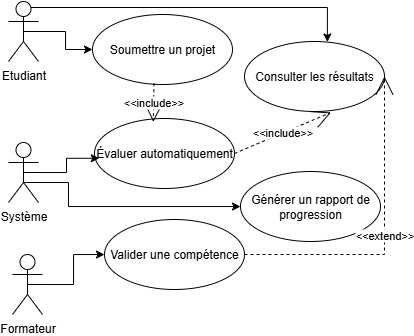 Soumettre un projet
Consulter les résultats
Etudiant
<<include>>
<<include>>
Évaluer automatiquement
Système
Générer un rapport de
progression
<<extend>>
Valider une compétence
Formateur